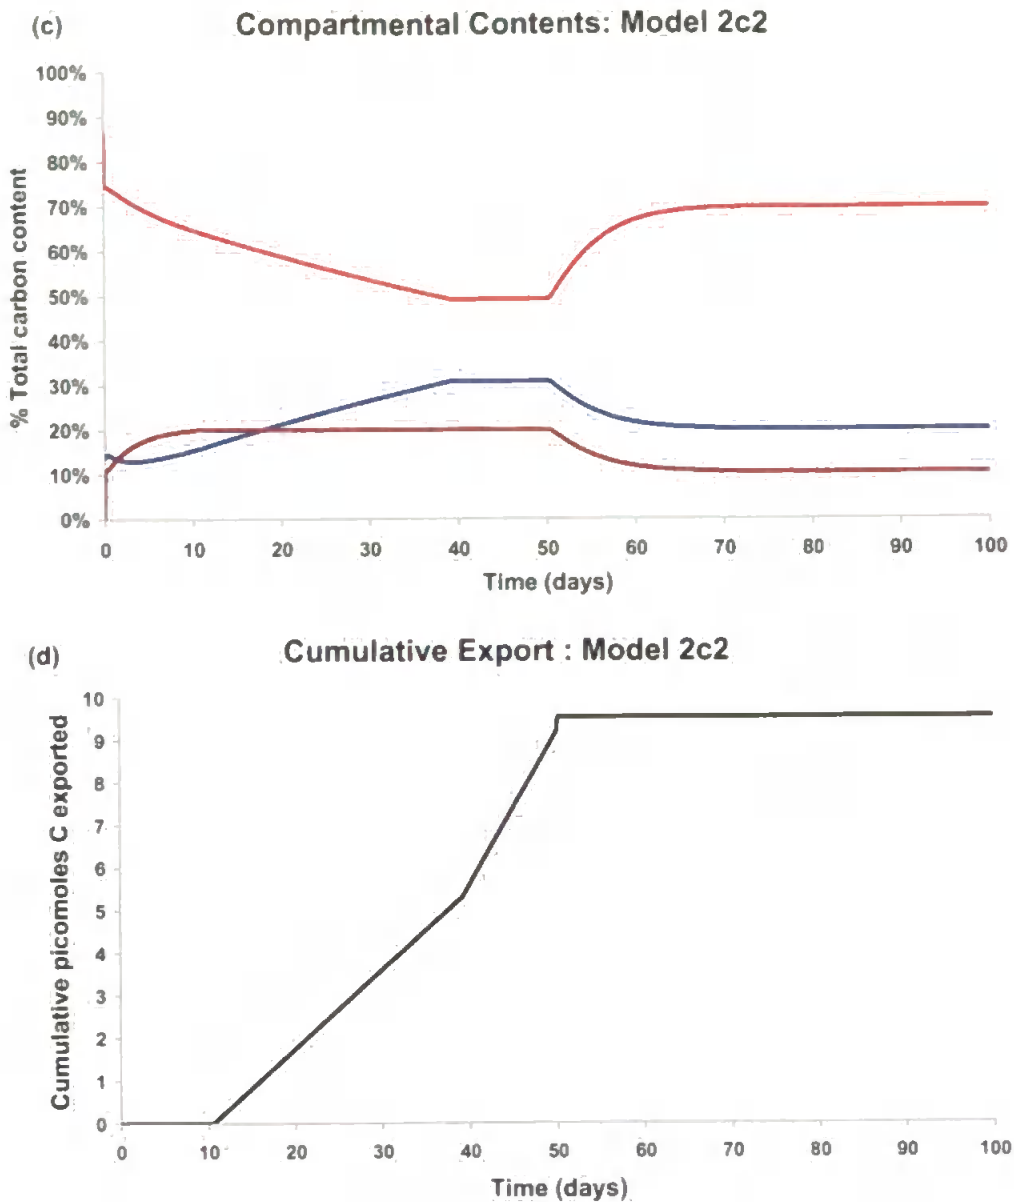 (c)
Compartmental Contents: Model 2c2
% Total carbon content
100%
90%
80%
70%
60%
50%
40%
30%
20%
10%
0%
0 10 20 30 40 50 60 70 80 90 100
Time (days)
(d)
Cumulative Export : Model 2c2
Cumulative picomoles C exported
10
9
8
7
6
5
4
3
2
1
0
0 10 20 30 40 50 60 70 80 90 100
Time (days)